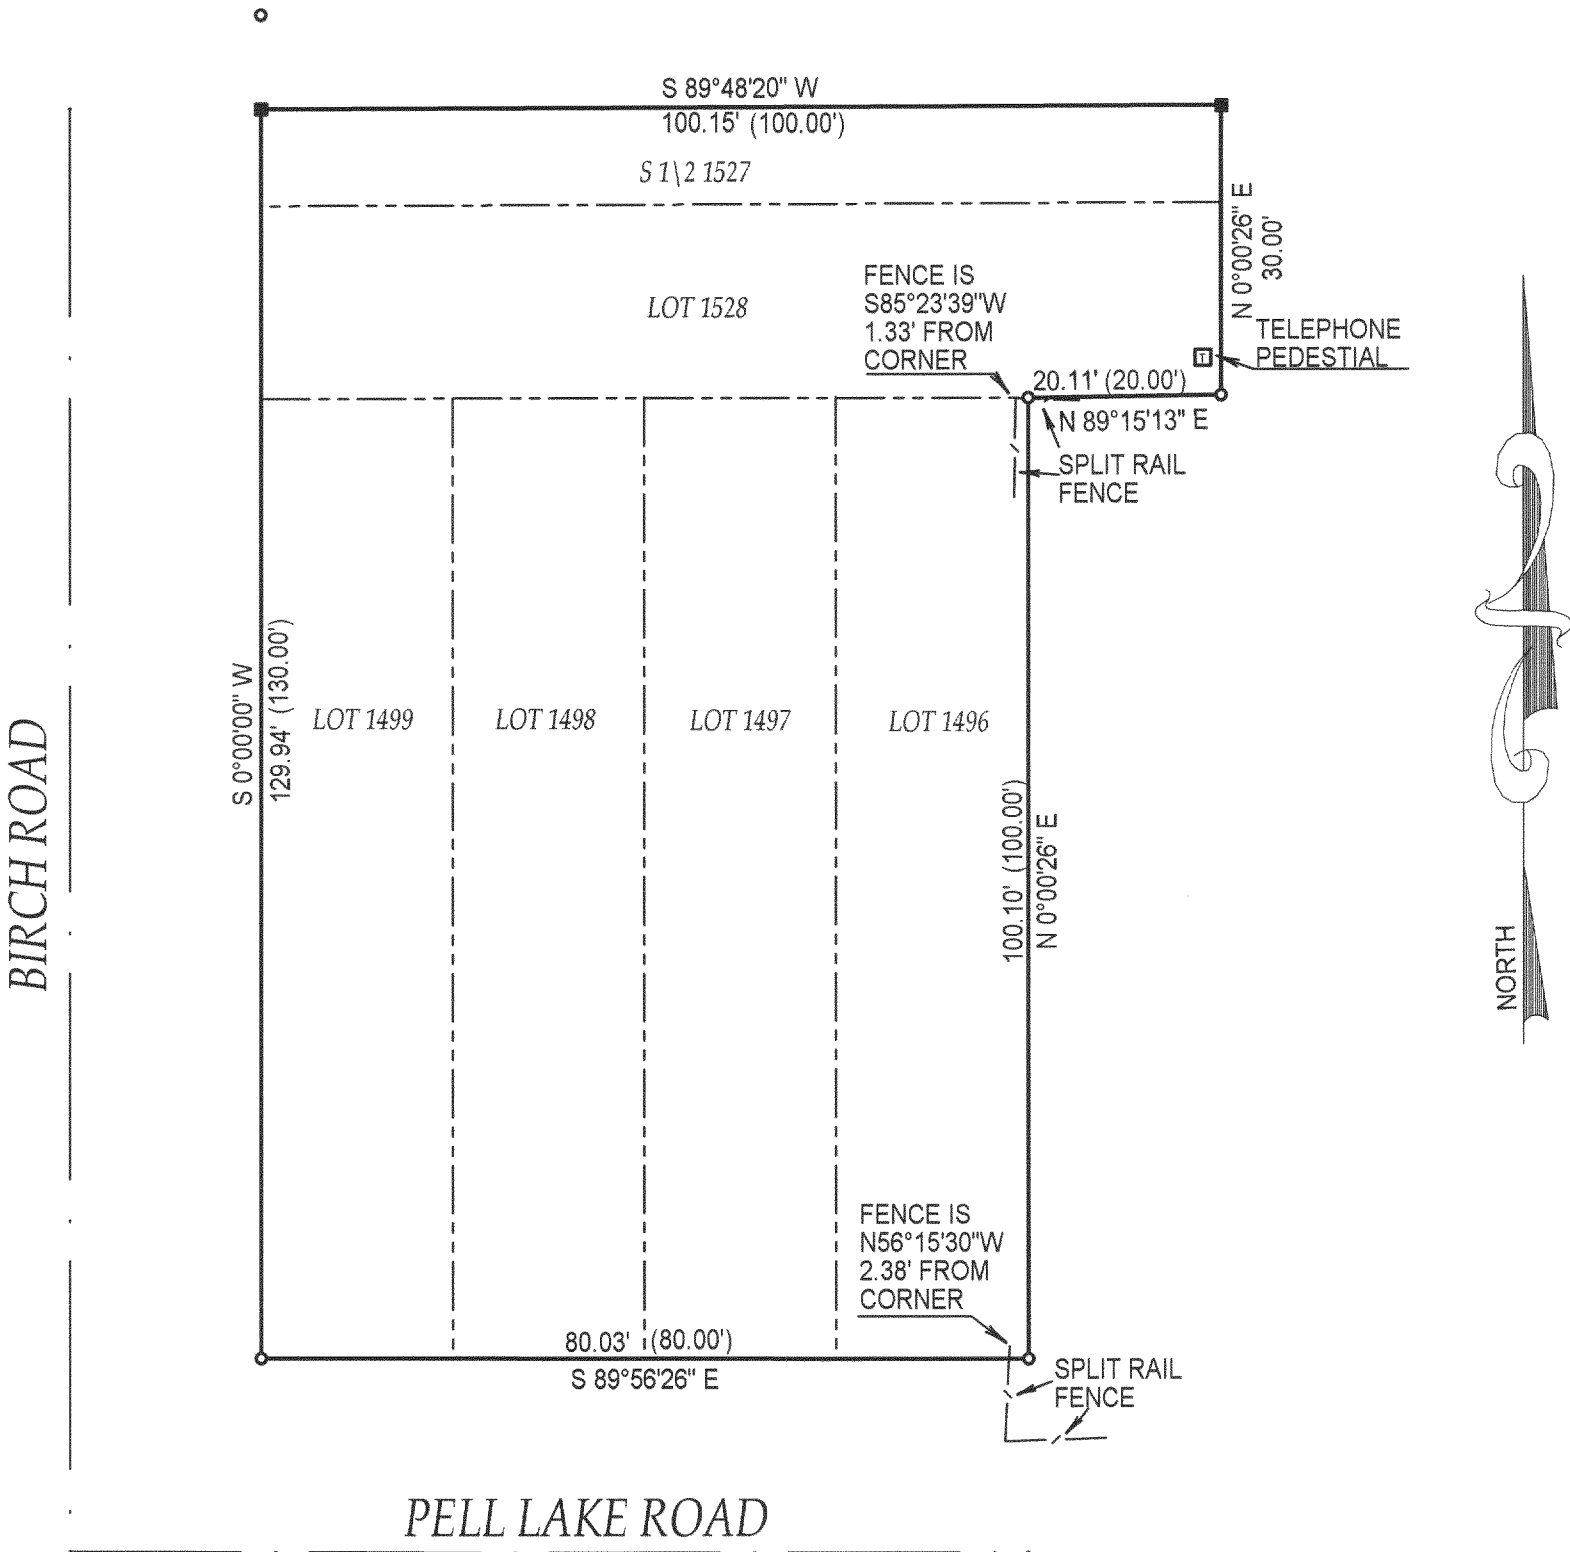 S 89°48'20" W
100.15' (100.00')
S 1\2 1527
N 0°00'26" E
30.00'
FENCE IS
S85°23'39"W
1.33' FROM
CORNER
LOT 1528
TELEPHONE
PEDESTIAL
T
20.11' (20.00')
N 89°15'13" E
SPLIT RAIL
FENCE
S 0°00'00" W
129.94' (130.00')
LOT 1499
LOT 1498
LOT 1497
LOT 1496
BIRCH ROAD
100.10' (100.00')
N 0°00'26" E
NORTH
FENCE IS
N56°15'30"W
2.38' FROM
CORNER
80.03' (80.00')
S 89°56'26" E
SPLIT RAIL
FENCE
PELL LAKE ROAD